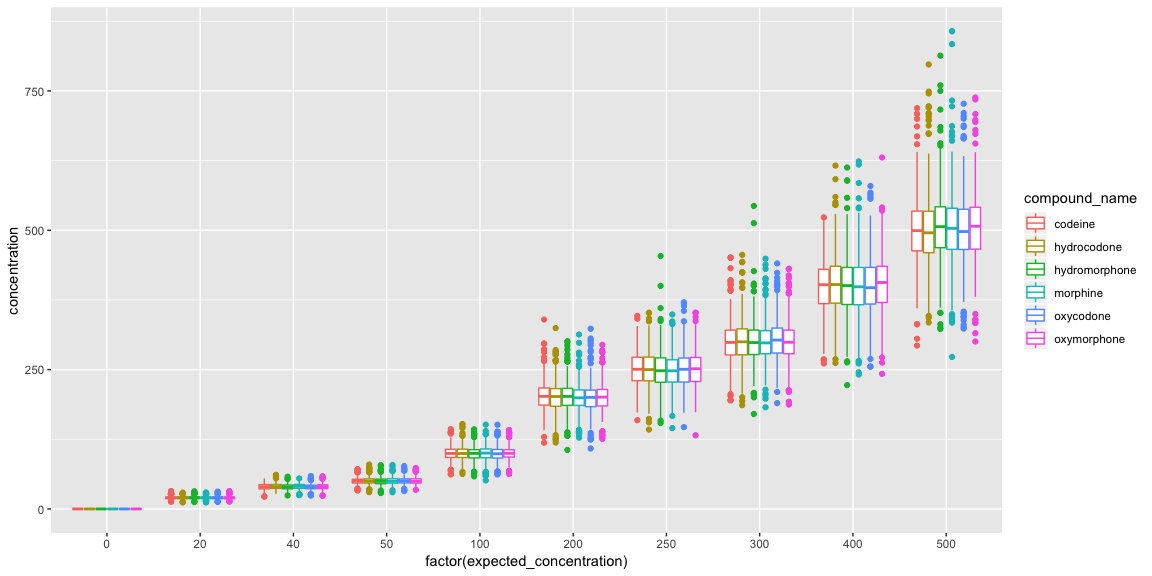 concentration
750
500
250
0
0 20 40 50 100 200 250 300 400 500
factor(expected_concentration)
compound_name
codeine
hydrocodone
hydromorphone
morphine
oxycodone
oxymorphone